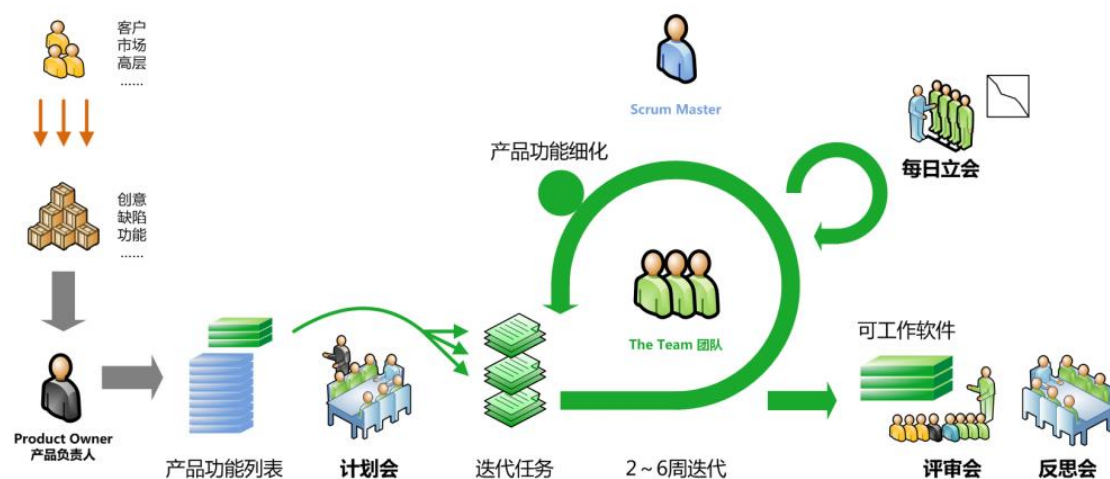 客户
市场
高层
……
创意
缺陷
功能
……
Product Owner
产品负责人
产品功能列表
计划会
迭代任务
产品功能细化
Scrum Master
The Team 团队
2～6周迭代
每日立会
可工作软件
评审会
反思会